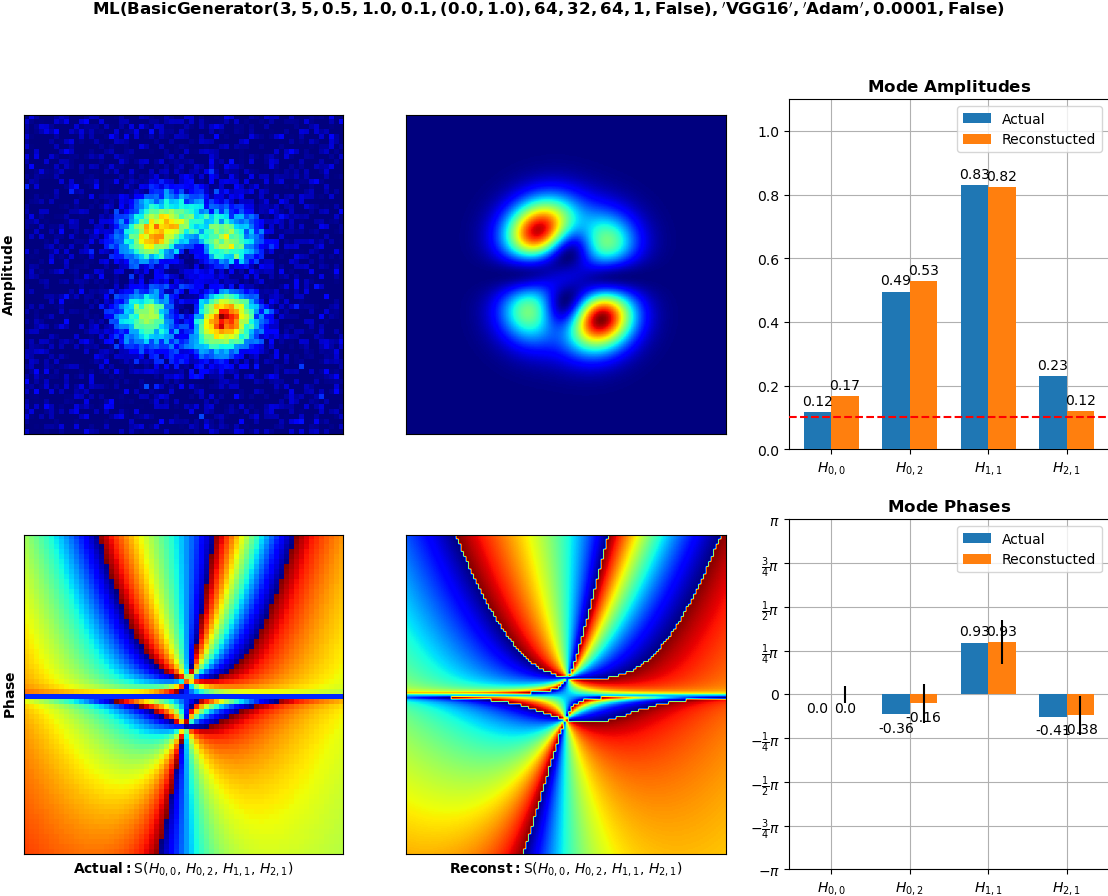 ML(BasicGenerator(3, 5, 0.5, 1.0, 0.1, (0.0, 1.0), 64, 32, 64, 1, False), 'VGG16', 'Adam', 0.0001, False)
Mode Amplitudes
Actual
Reconstucted
1.0
0.8
0.6
0.4
0.2
0.0
0.12
0.17
0.49
0.53
0.83
0.82
0.23
0.12
H0,0
H0,2
H1,1
H2,1
Amplitude
Mode Phases
Actual
Reconstucted
π
3/4π
1/2π
1/4π
0
−1/4π
−1/2π
−3/4π
−π
0.0
0.0
-0.36
-0.16
0.93
0.93
-0.41
-0.38
H0,0
H0,2
H1,1
H2,1
Phase
Actual: S(H0,0, H0,2, H1,1, H2,1)
Reconst: S(H0,0, H0,2, H1,1, H2,1)